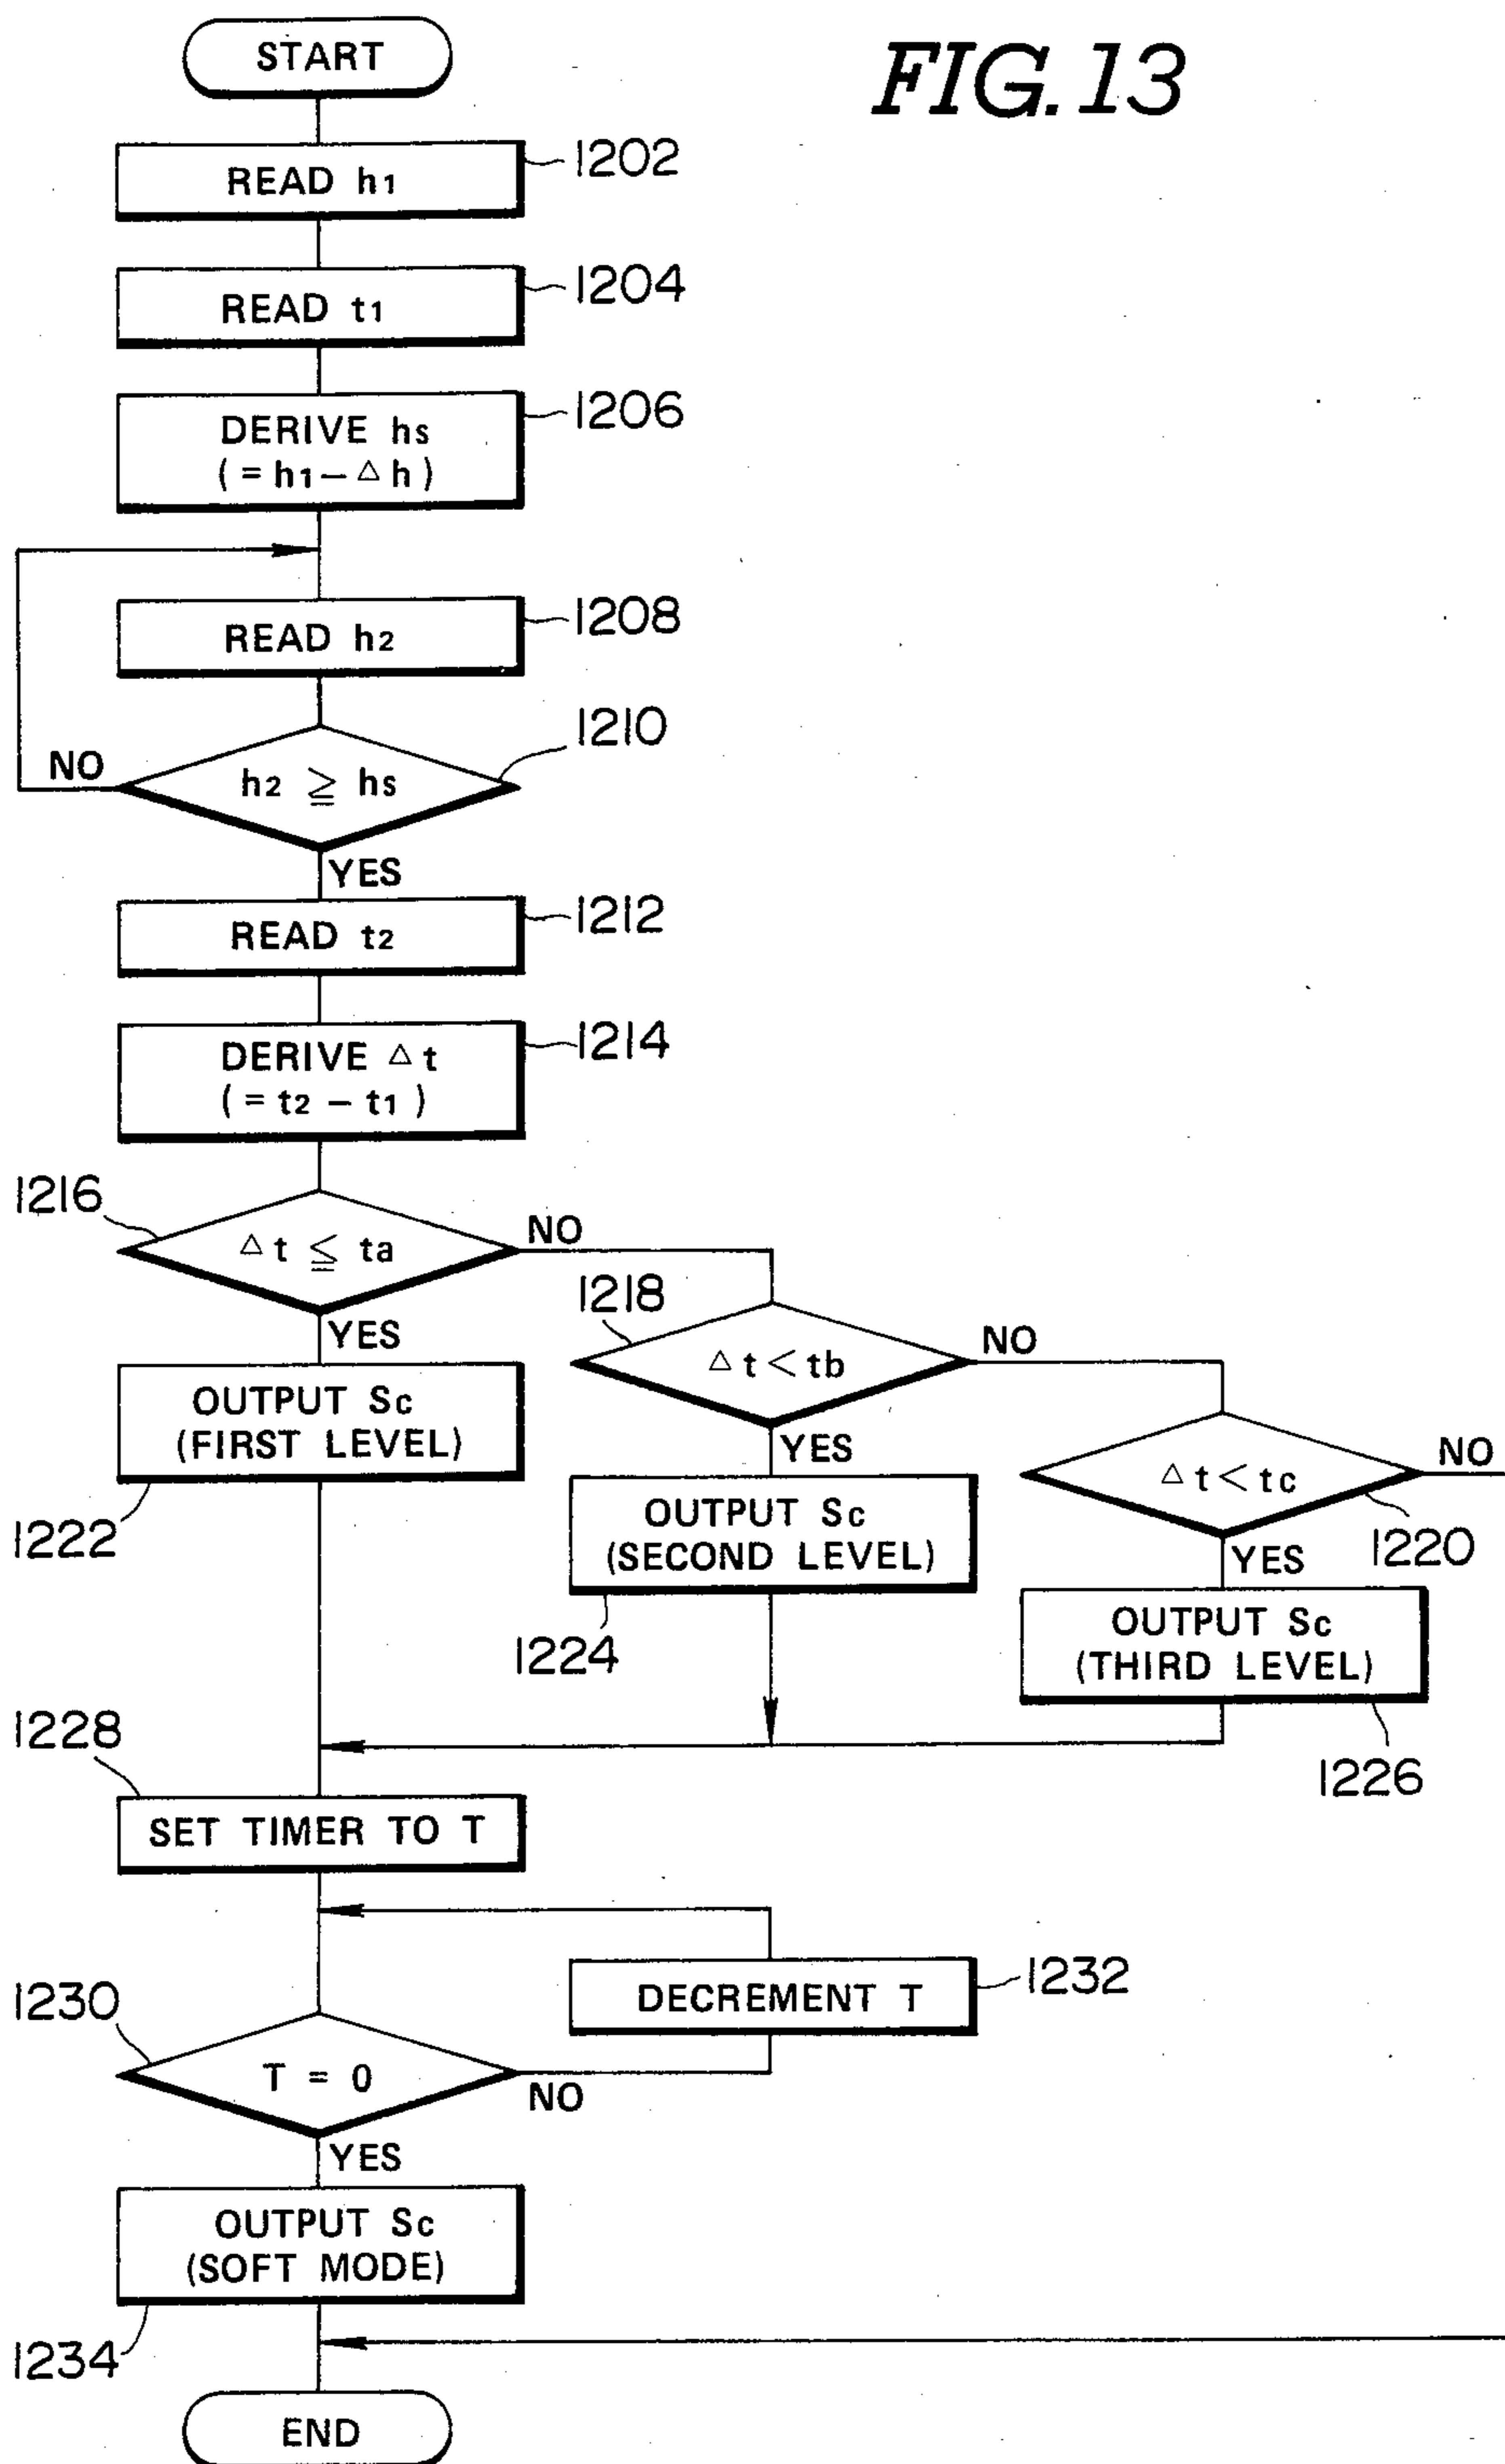 FIG. 13
START
READ h1
1202
READ t1
1204
DERIVE hs
( = h1 − △ h )
1206
READ h2
1208
h2 ≧ hs
1210
NO
YES
READ t2
1212
DERIVE △ t
( = t2 − t1 )
1214
1216
△ t ≦ ta
NO
YES
1218
△ t < tb
NO
YES
△ t < tc
NO
1220
YES
OUTPUT Sc
(FIRST LEVEL)
1222
OUTPUT Sc
(SECOND LEVEL)
1224
OUTPUT Sc
(THIRD LEVEL)
1226
1228
SET TIMER TO T
DECREMENT T
1232
1230
T = 0
NO
YES
OUTPUT Sc
(SOFT MODE)
1234
END